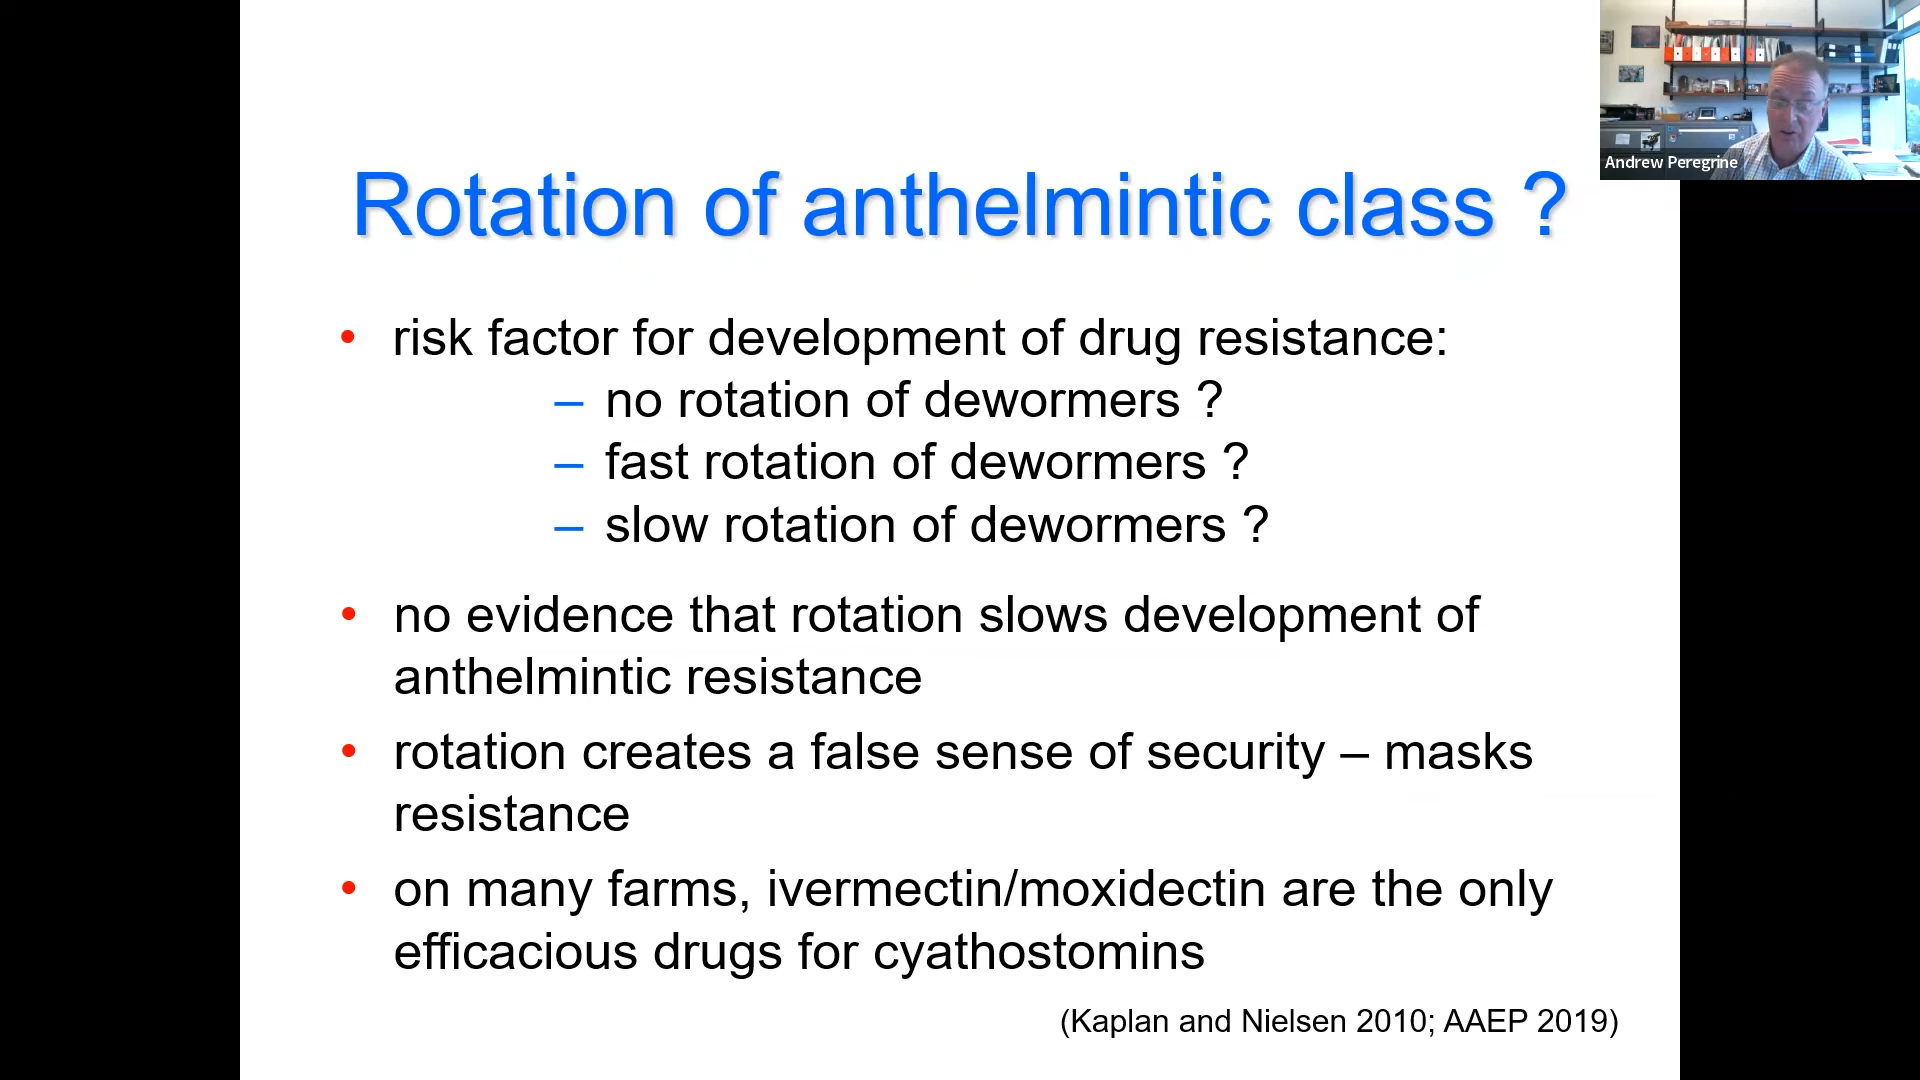 Rotation of anthelmintic class ?
• risk factor for development of drug resistance:
– no rotation of dewormers ?
– fast rotation of dewormers ?
– slow rotation of dewormers ?
• no evidence that rotation slows development of
anthelmintic resistance
• rotation creates a false sense of security – masks
resistance
• on many farms, ivermectin/moxidectin are the only
efficacious drugs for cyathostomins
(Kaplan and Nielsen 2010; AAEP 2019)
Andrew Peregrine